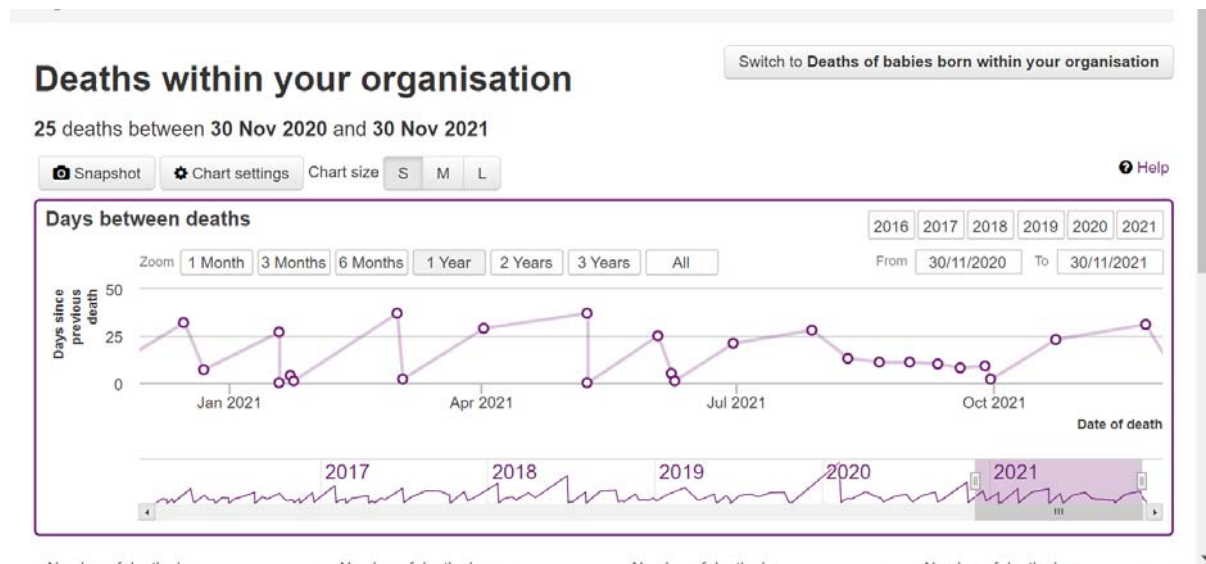 Deaths within your organisation
Switch to Deaths of babies born within your organisation
25 deaths between 30 Nov 2020 and 30 Nov 2021
Snapshot
Chart settings
Chart size S M L
Help
Days between deaths
2016 2017 2018 2019 2020 2021
Zoom 1 Month 3 Months 6 Months 1 Year 2 Years 3 Years All
From 30/11/2020 To 30/11/2021
Days since
previous
death
50
25
0
Jan 2021 Apr 2021 Jul 2021 Oct 2021
Date of death
2017 2018 2019 2020 2021